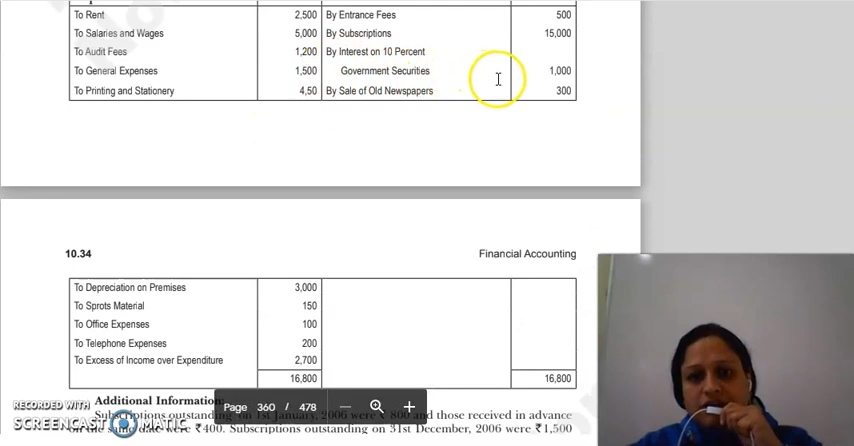 To Rent 2,500 By Entrance Fees 500
To Salaries and Wages 5,000 By Subscriptions 15,000
To Audit Fees 1,200 By Interest on 10 Percent
To General Expenses 1,500 Government Securities 1,000
To Printing and Stationery 4,50 By Sale of Old Newspapers 300
10.34 Financial Accounting
To Depreciation on Premises 3,000
To Sprots Material 150
To Office Expenses 100
To Telephone Expenses 200
To Excess of Income over Expenditure 2,700
16,800 16,800
Additional Information:
Subscriptions outstanding on 1st January, 2006 were ₹ 800 and those received in advance
on the same date were ₹400. Subscriptions outstanding on 31st December, 2006 were ₹1,500
Page 360 / 478
RECORDED WITH
SCREENCAST MATIC